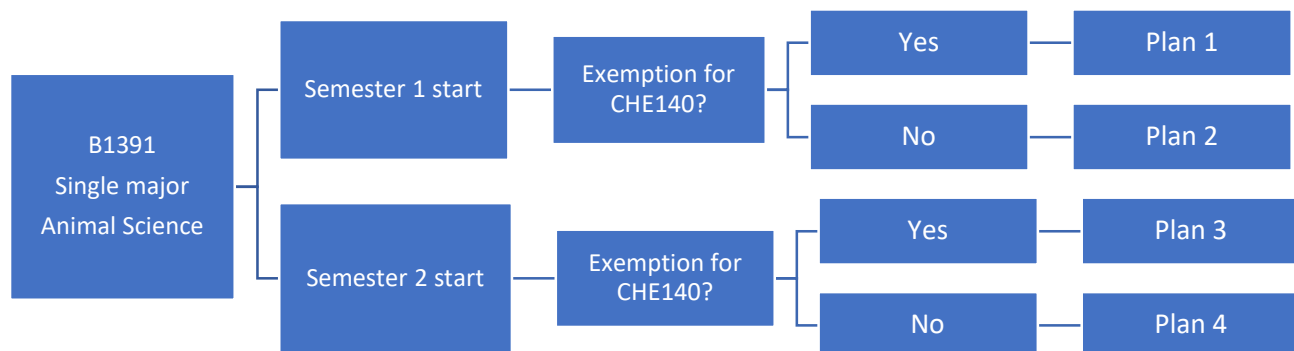 B1391
Single major
Animal Science
Semester 1 start
Exemption for
CHE140?
Yes
Plan 1
No
Plan 2
Semester 2 start
Exemption for
CHE140?
Yes
Plan 3
No
Plan 4